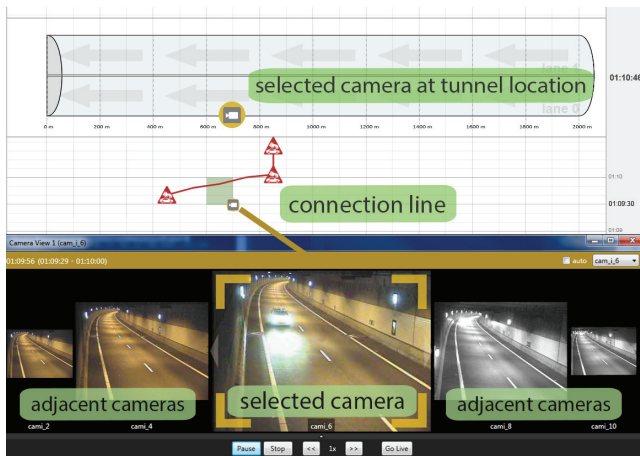 lane 1
01:10:46
selected camera at tunnel location
lane 0
0 m 200 m 400 m 600 m 800 m 1000 m 1200 m 1400 m 1600 m 1800 m 2000 m
01:10
connection line
01:09:30
01:09
Camera View 1 (cam_i_6)
01:09:56 (01:09:29 - 01:10:00)
auto
cam_i_6
adjacent cameras
selected camera
adjacent cameras
cami_2
cami_4
cami_6
cami_8
cami_10
Pause Stop << 1x >> Go Live